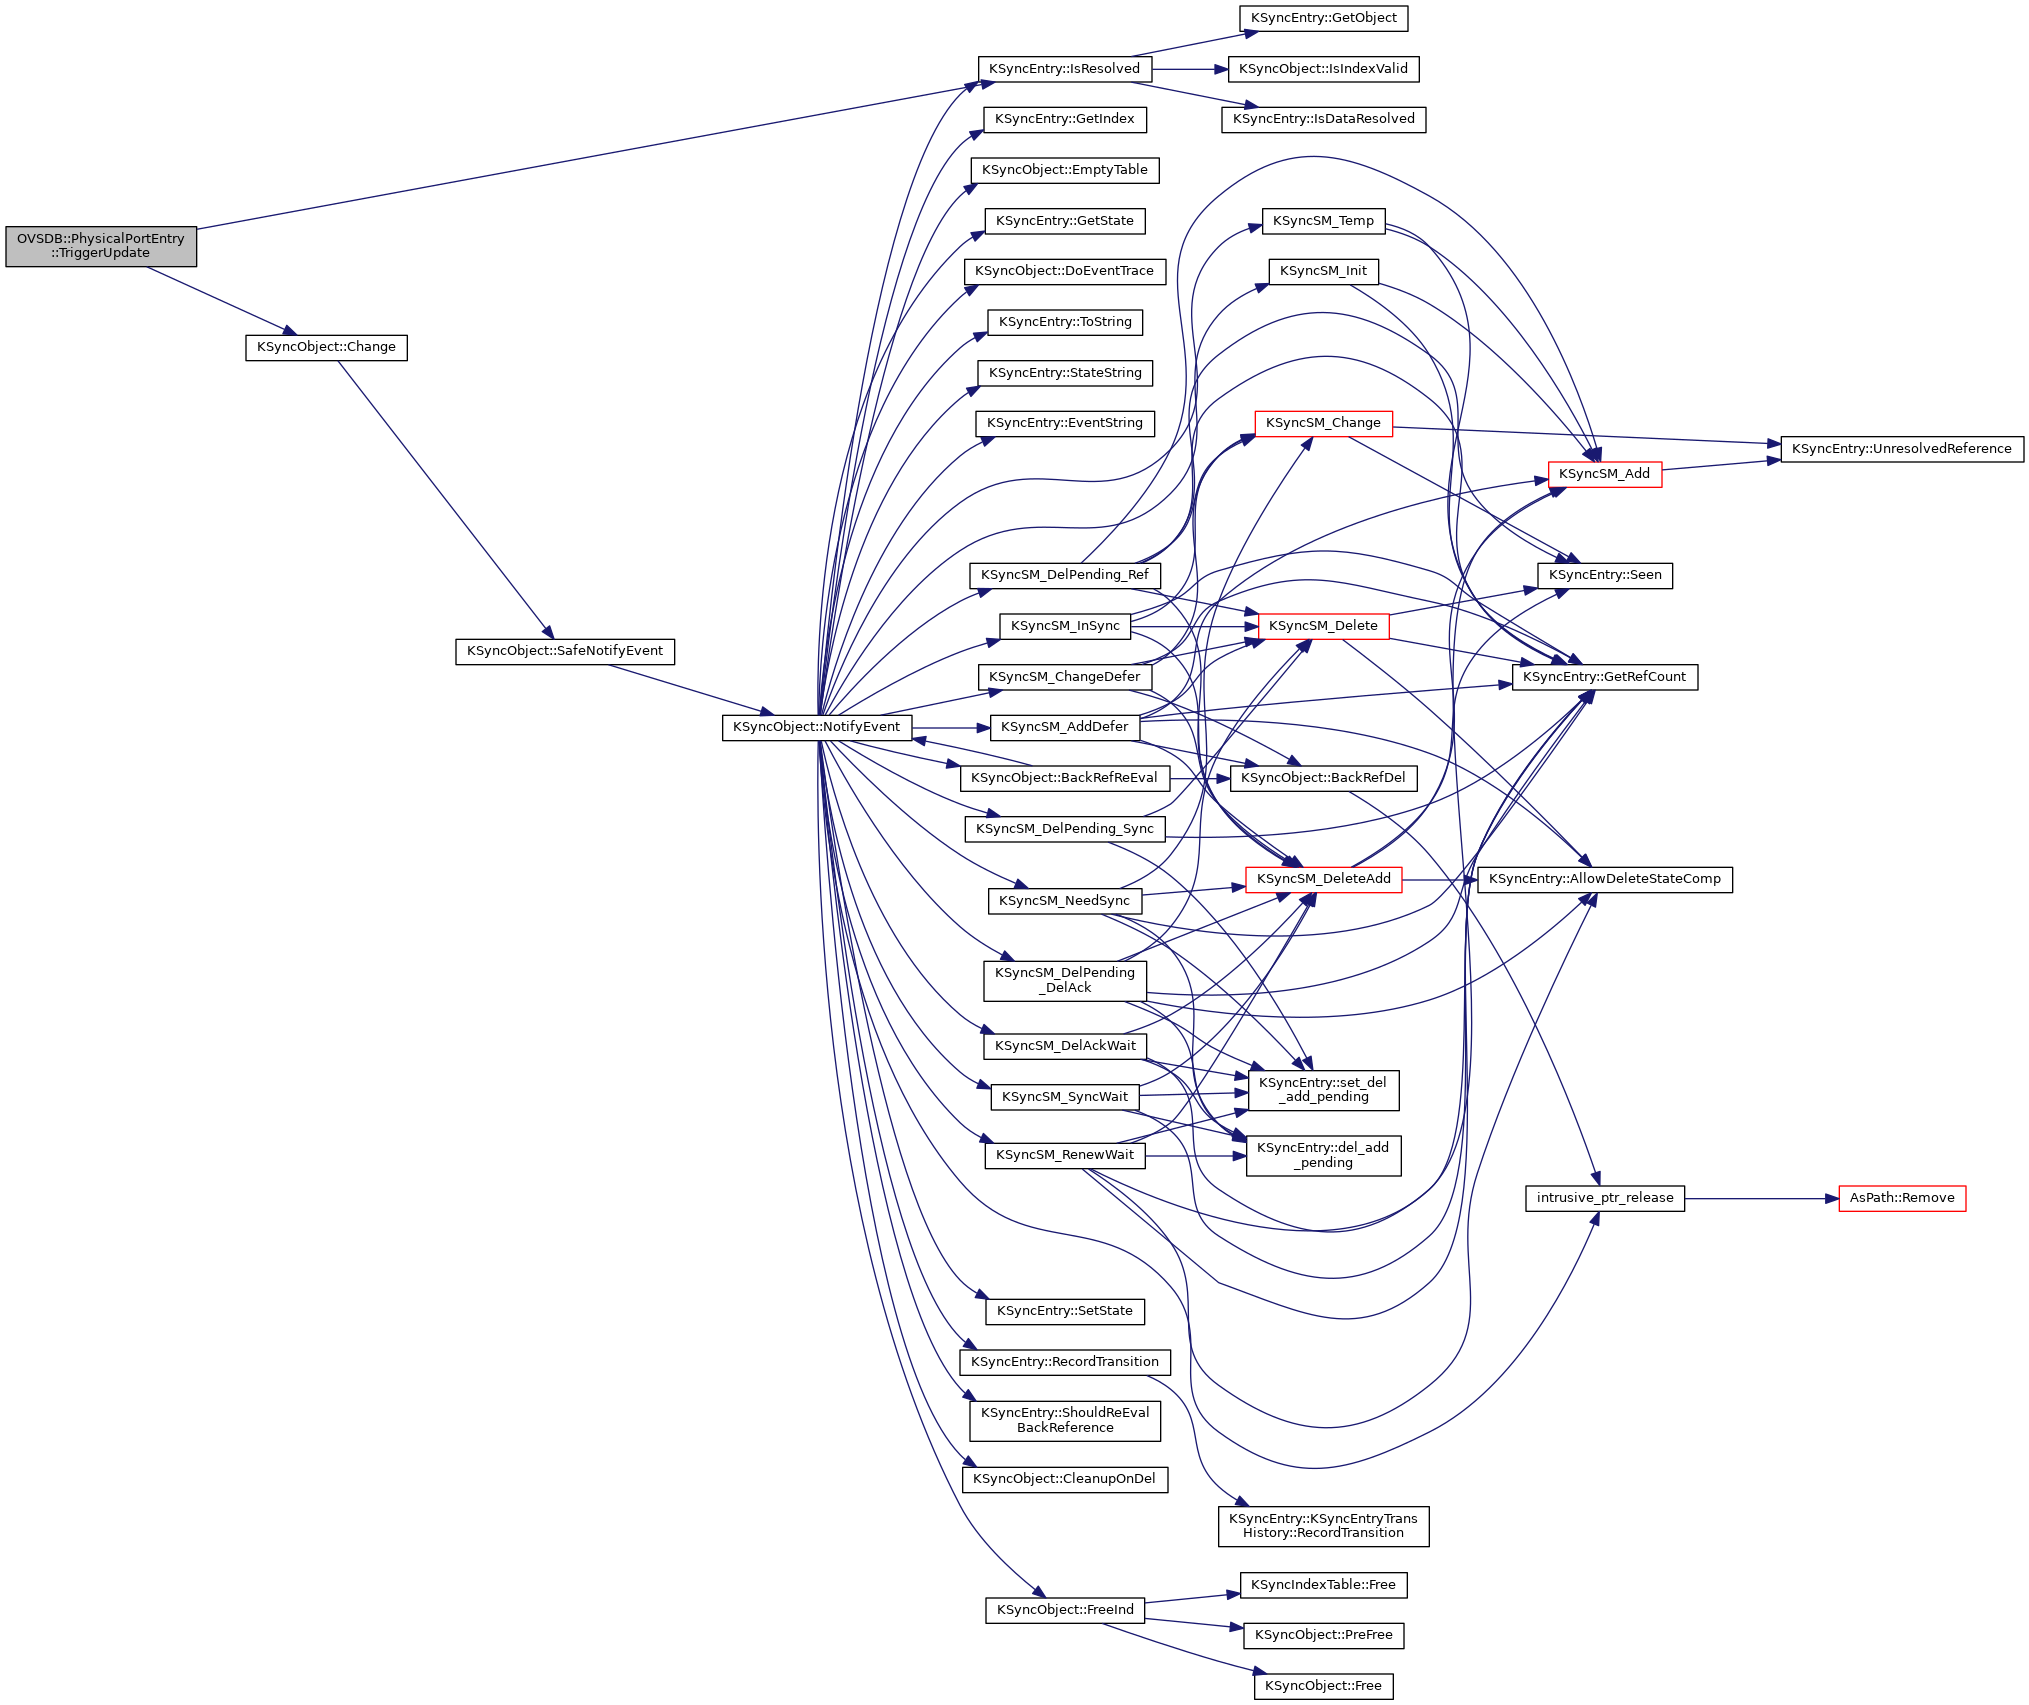 OVSDB::PhysicalPortEntry
::TriggerUpdate
KSyncObject::Change
KSyncObject::SafeNotifyEvent
KSyncObject::NotifyEvent
KSyncEntry::IsResolved
KSyncEntry::GetIndex
KSyncObject::EmptyTable
KSyncEntry::GetState
KSyncObject::DoEventTrace
KSyncEntry::ToString
KSyncEntry::StateString
KSyncEntry::EventString
KSyncSM_DelPending_Ref
KSyncSM_InSync
KSyncSM_ChangeDefer
KSyncSM_AddDefer
KSyncObject::BackRefReEval
KSyncSM_DelPending_Sync
KSyncSM_NeedSync
KSyncSM_DelPending
_DelAck
KSyncSM_DelAckWait
KSyncSM_SyncWait
KSyncSM_RenewWait
KSyncEntry::SetState
KSyncEntry::RecordTransition
KSyncEntry::ShouldReEval
BackReference
KSyncObject::CleanupOnDel
KSyncObject::FreeInd
KSyncEntry::GetObject
KSyncObject::IsIndexValid
KSyncEntry::IsDataResolved
KSyncSM_Temp
KSyncSM_Init
KSyncSM_Change
KSyncSM_Delete
KSyncObject::BackRefDel
KSyncSM_DeleteAdd
KSyncEntry::set_del
_add_pending
KSyncEntry::del_add
_pending
KSyncEntry::KSyncEntryTrans
History::RecordTransition
KSyncIndexTable::Free
KSyncObject::PreFree
KSyncObject::Free
KSyncSM_Add
KSyncEntry::Seen
KSyncEntry::GetRefCount
KSyncEntry::AllowDeleteStateComp
intrusive_ptr_release
KSyncEntry::UnresolvedReference
AsPath::Remove